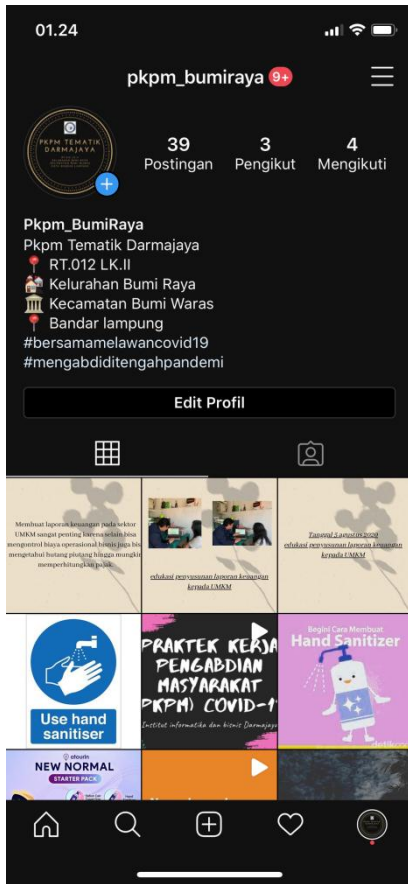 01.24
pkpm_bumiraya 9+
PKPM TEMATIK
DARMAJAYA
39
Postingan
3
Pengikut
4
Mengikuti
Pkpm_BumiRaya
Pkpm Tematik Darmajaya
RT.012 LK.II
Kelurahan Bumi Raya
Kecamatan Bumi Waras
Bandar lampung
#bersamamelawancovid19
#mengabdiditengahpandemi
Edit Profil
Membuat laporan keuangan pada sektor
UMKM sangat penting karena selain bisa
mengontrol biaya operasional bisnis juga bis
mengetahui hutang piutang hingga mungkin
memperhitungkan pajak.
edukasi penyusunan laporan keuangan
kepada UMKM
Tanggal 5 agustus 2020
edukasi penyusunan laporan keuangan
kepada UMKM
Use hand
sanitiser
PRAKTEK KERJA
PENGABDIAN
MASYARAKAT
PKPM) COVID-1
Institut informatika dan bisnis Darmajaya
Begini Cara Membuat
Hand Sanitizer
atourin
NEW NORMAL
STARTER PACK